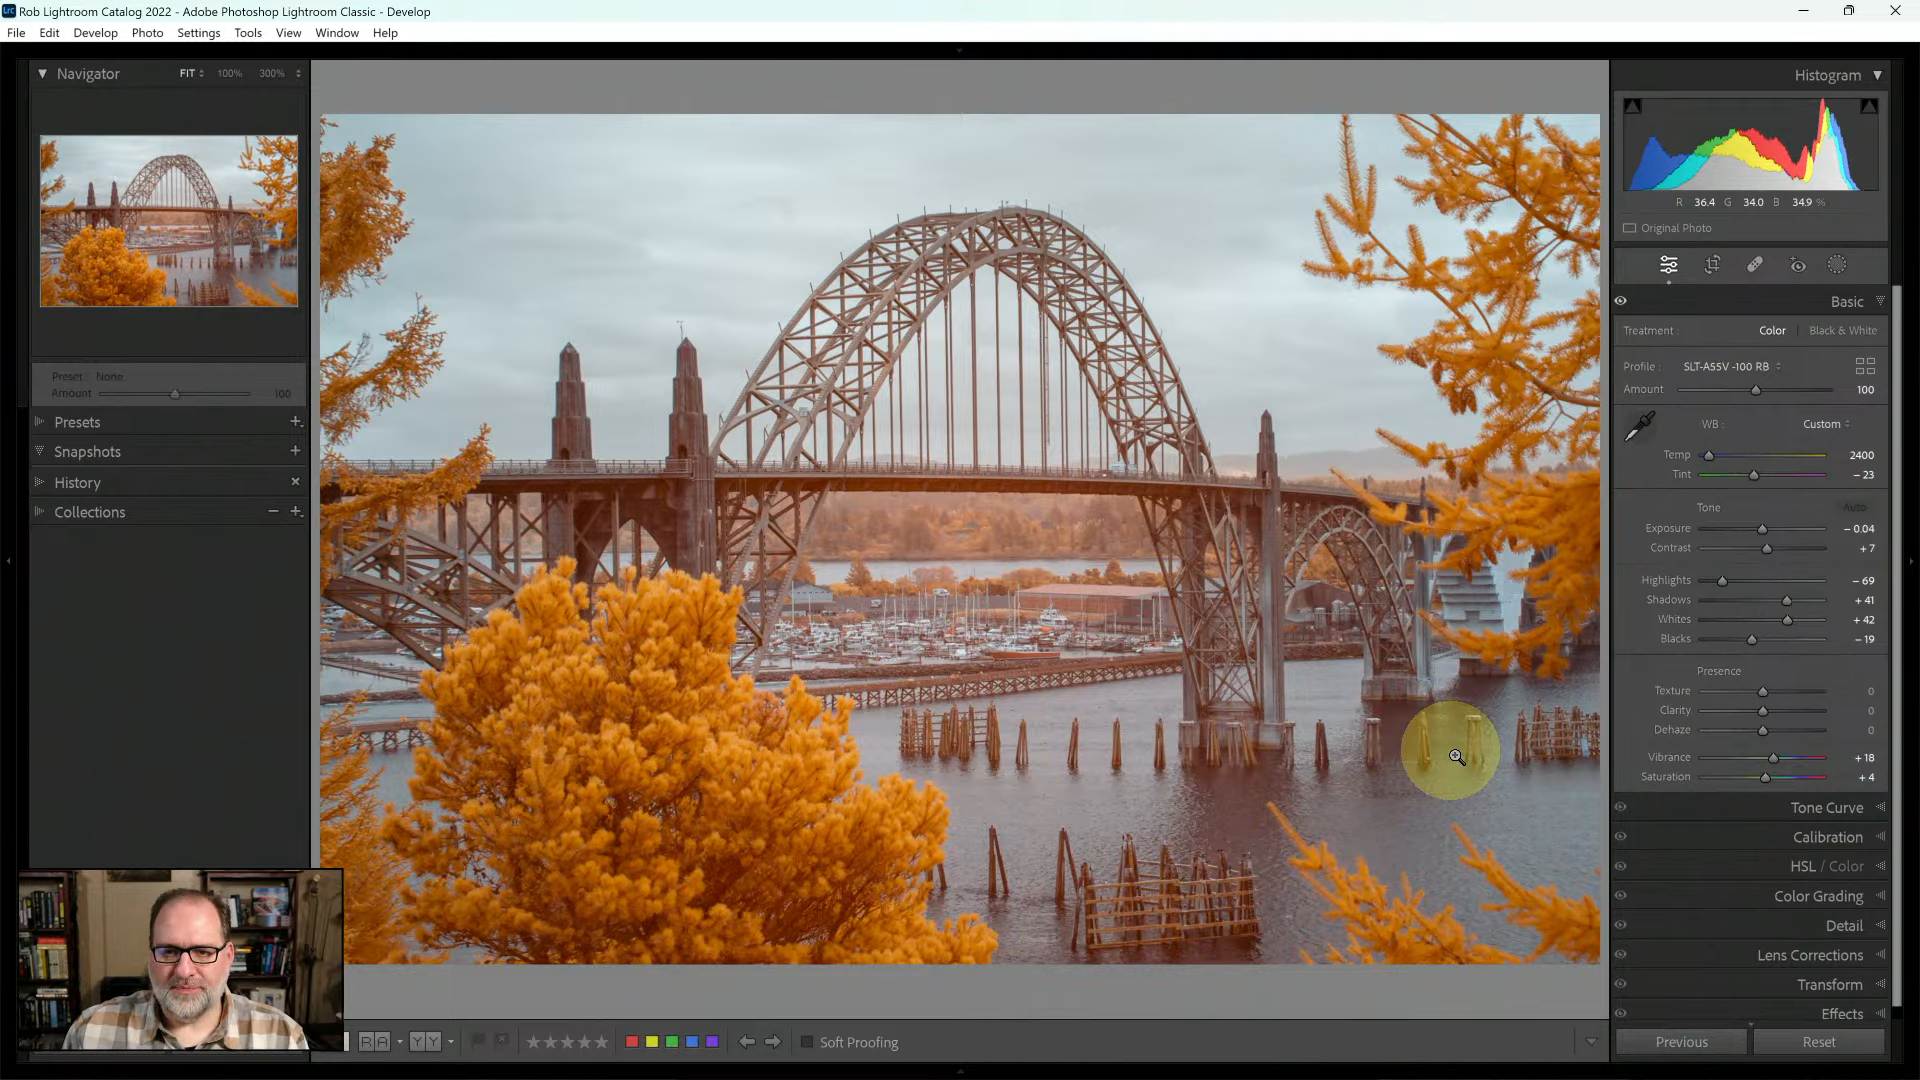 Rob Lightroom Catalog 2022 - Adobe Photoshop Lightroom Classic - Develop
File Edit Develop Photo Settings Tools View Window Help
Navigator FIT 100% 300%
Preset : None
Amount 100
Presets
Snapshots
History
Collections
Histogram
R 36.4 G 34.0 B 34.9 %
Original Photo
Basic
Treatment : Color Black & White
Profile : SLT-A55V -100 RB
Amount 100
WB : Custom
Temp 2400
Tint - 23
Tone Auto
Exposure - 0.04
Contrast + 7
Highlights - 69
Shadows + 41
Whites + 42
Blacks - 19
Presence
Texture 0
Clarity 0
Dehaze 0
Vibrance + 18
Saturation + 4
Tone Curve
Calibration
HSL / Color
Color Grading
Detail
Lens Corrections
Transform
Effects
Previous Reset
RA YY Soft Proofing